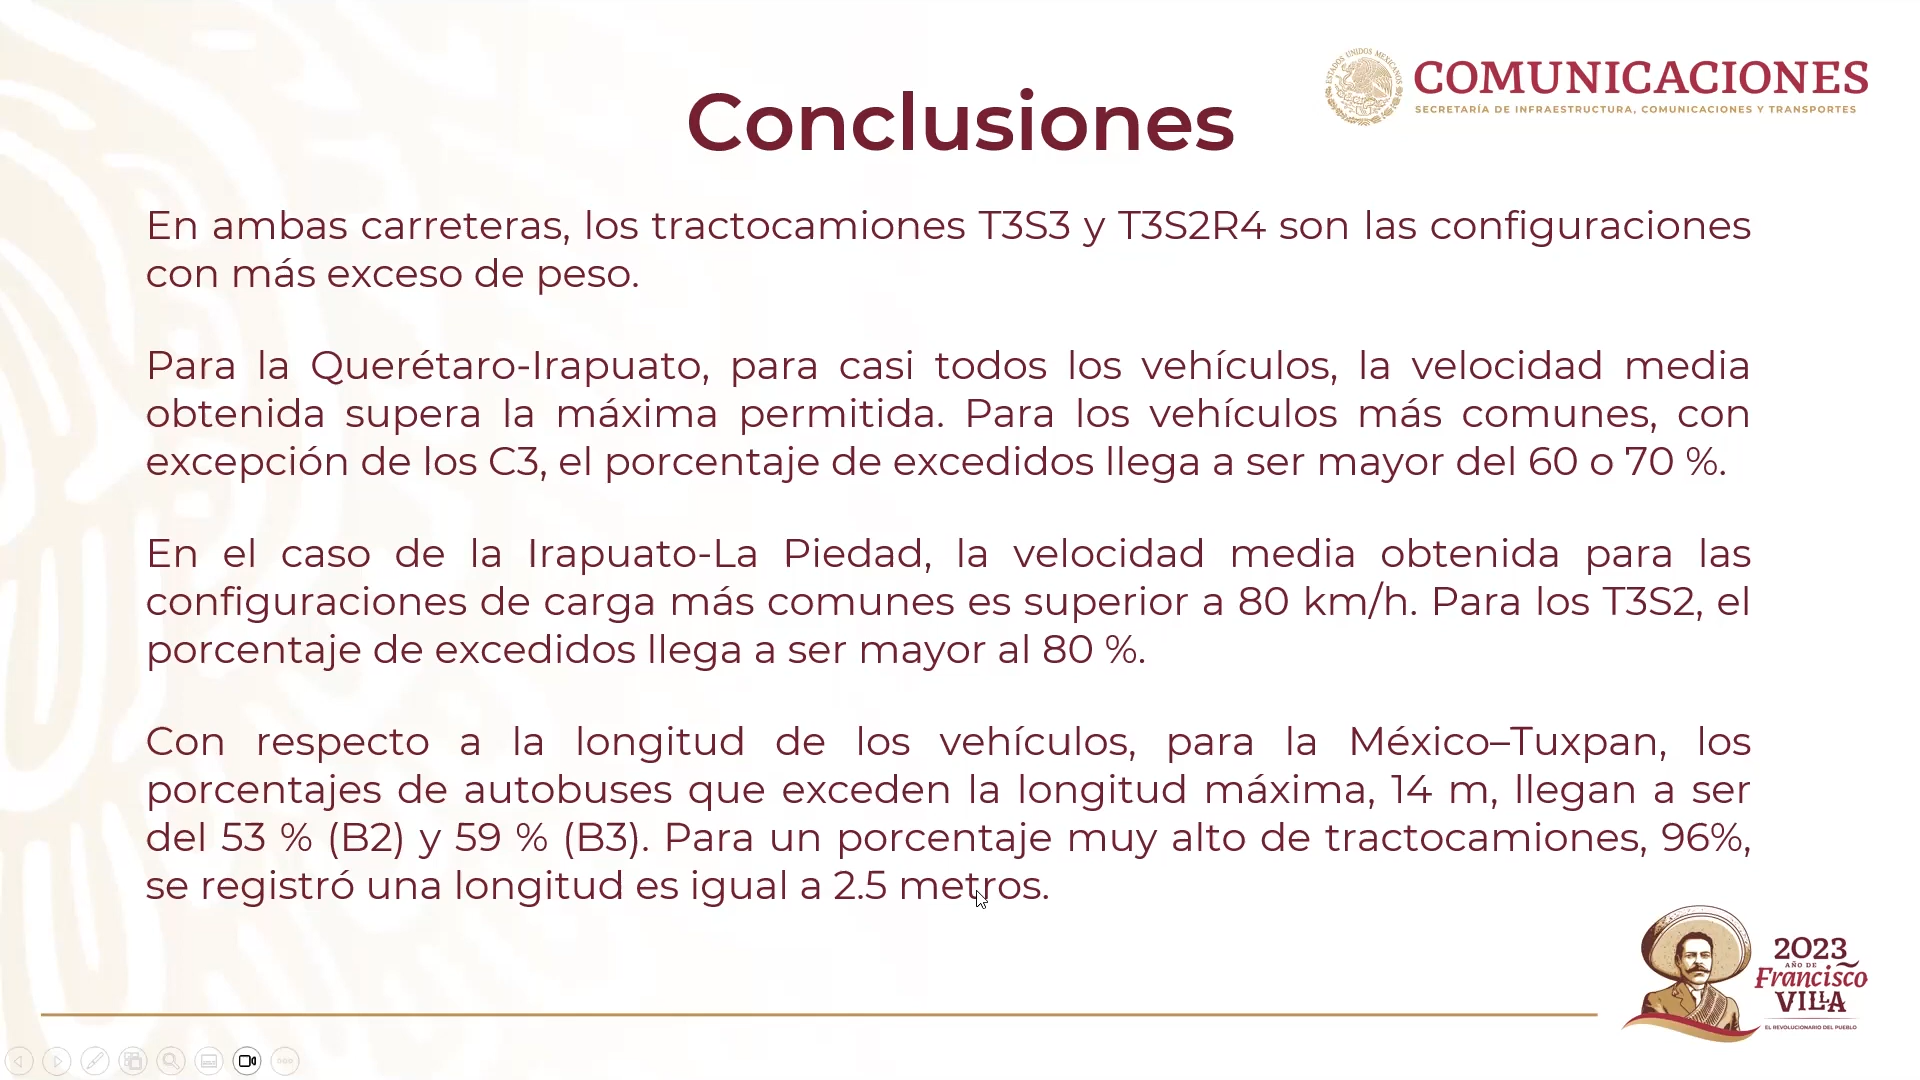 COMUNICACIONES
SECRETARÍA DE INFRAESTRUCTURA, COMUNICACIONES Y TRANSPORTES
Conclusiones
En ambas carreteras, los tractocamiones T3S3 y T3S2R4 son las configuraciones
con más exceso de peso.
Para la Querétaro-Irapuato, para casi todos los vehículos, la velocidad media
obtenida supera la máxima permitida. Para los vehículos más comunes, con
excepción de los C3, el porcentaje de excedidos llega a ser mayor del 60 o 70 %.
En el caso de la Irapuato-La Piedad, la velocidad media obtenida para las
configuraciones de carga más comunes es superior a 80 km/h. Para los T3S2, el
porcentaje de excedidos llega a ser mayor al 80 %.
Con respecto a la longitud de los vehículos, para la México–Tuxpan, los
porcentajes de autobuses que exceden la longitud máxima, 14 m, llegan a ser
del 53 % (B2) y 59 % (B3). Para un porcentaje muy alto de tractocamiones, 96%,
se registró una longitud es igual a 2.5 metros.
2023
AÑO DE
Francisco
VILLA
EL REVOLUCIONARIO DEL PUEBLO